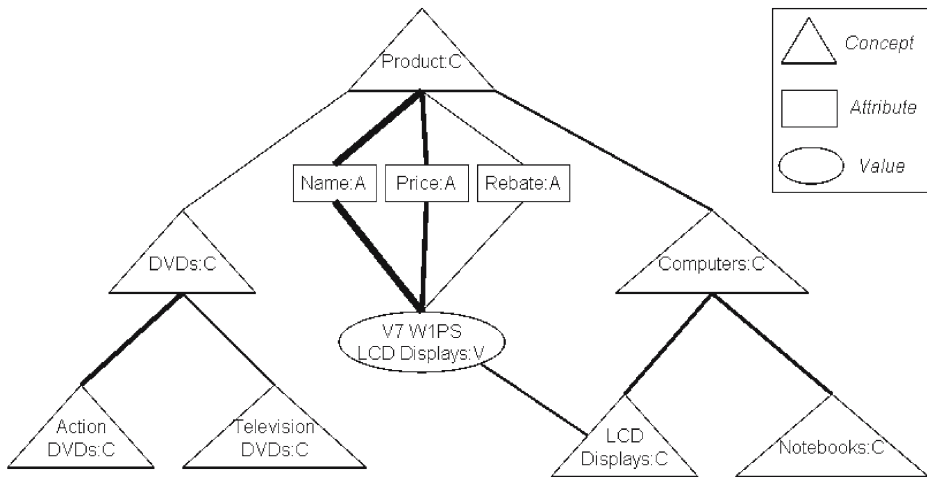 Product:C
Concept
Attribute
Value
Name:A
Price:A
Rebate:A
DVDs:C
Computers:C
V7 W1PS
LCD Displays:V
Action
DVDs:C
Television
DVDs:C
LCD
Displays:C
Notebooks:C